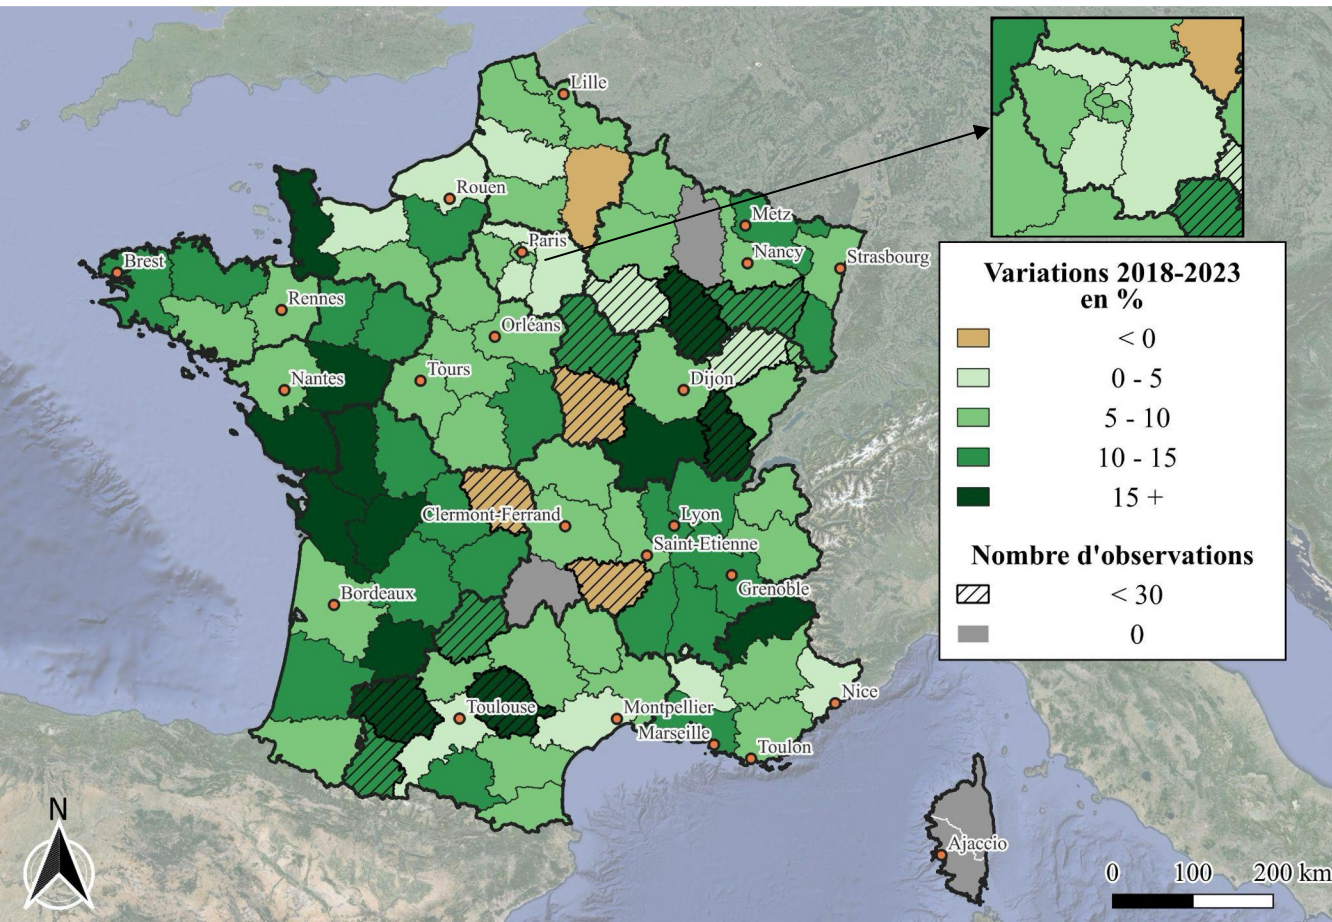 Lille
Rouen
Metz
Paris
Nancy
Strasbourg
Brest
Rennes
Orléans
Nantes
Tours
Dijon
Clermont-Ferrand
Lyon
Saint-Etienne
Grenoble
Bordeaux
Toulouse
Montpellier
Nice
Marseille
Toulon
Ajaccio
Variations 2018-2023
en %
< 0
0 - 5
5 - 10
10 - 15
15 +
Nombre d'observations
< 30
0
N
0 100 200 km